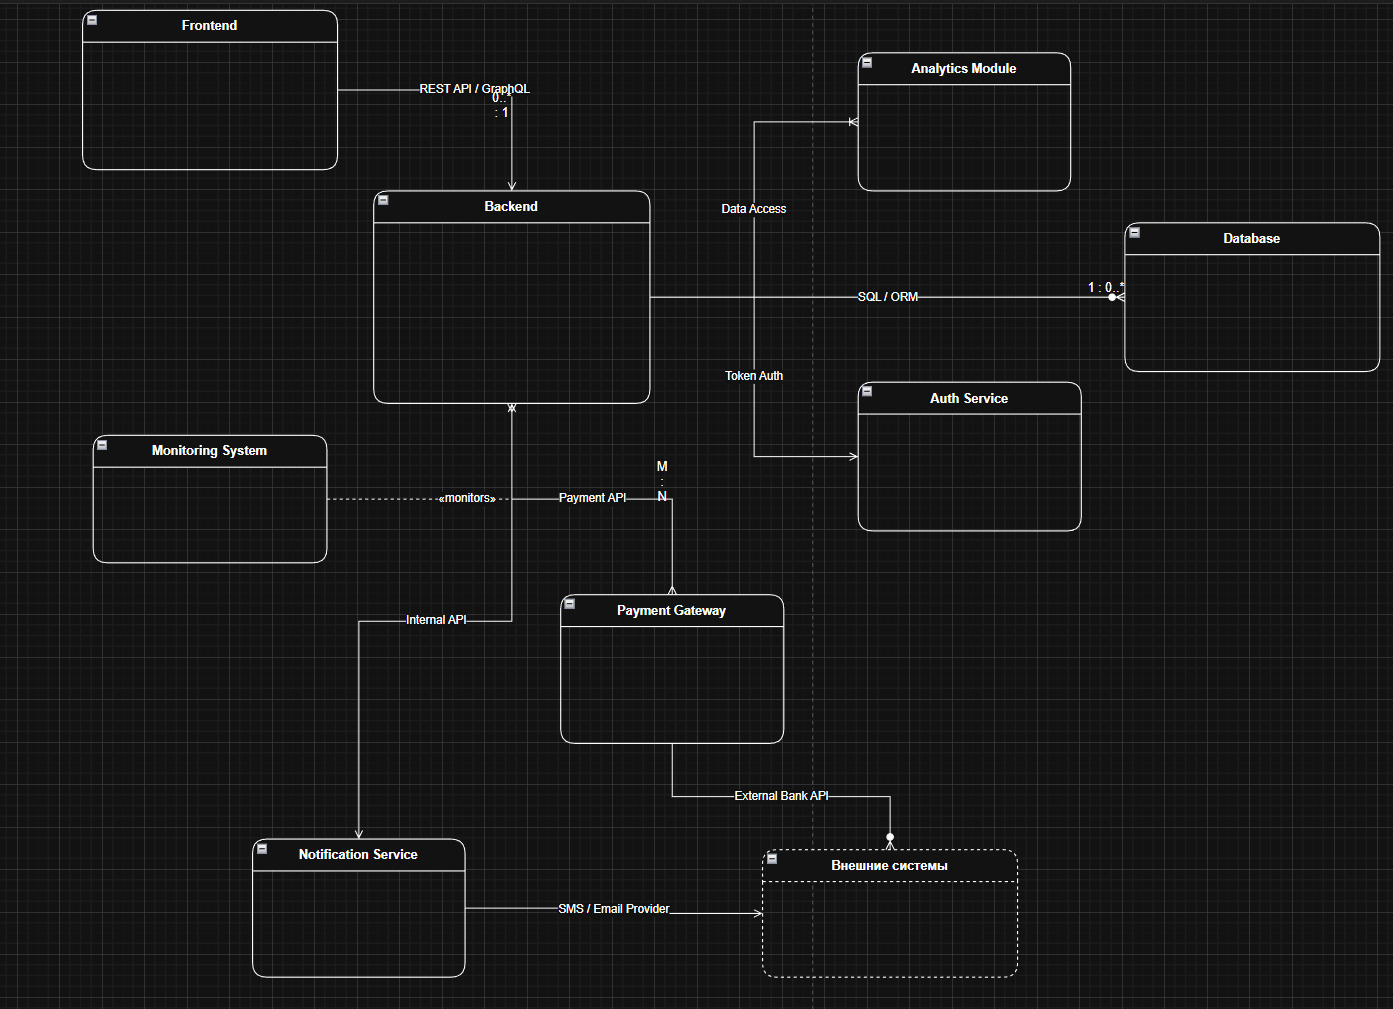 Frontend
REST API / GraphQL
0..*
: 1
Analytics Module
Backend
Data Access
Database
1 : 0..*
SQL / ORM
Token Auth
Auth Service
Monitoring System
M
:
N
«monitors»
Payment API
Payment Gateway
Internal API
External Bank API
Notification Service
Внешние системы
SMS / Email Provider